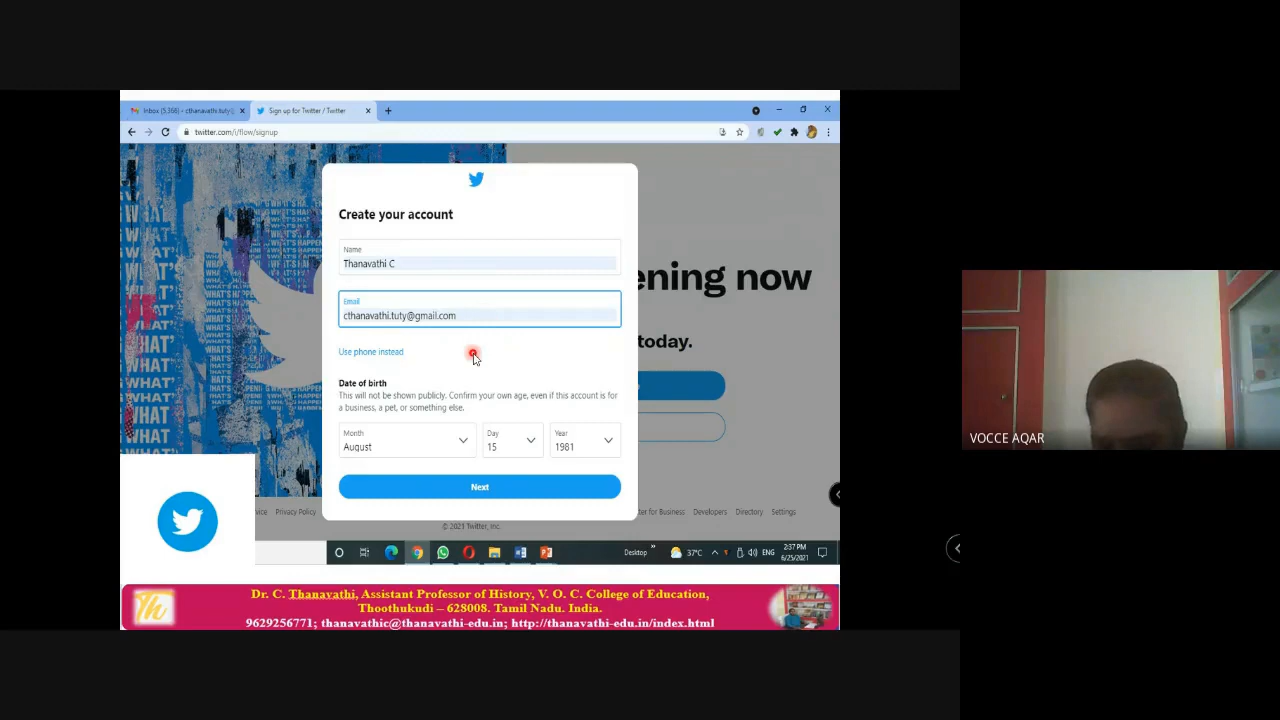 Inbox (5,366) - cthanavathi.tuty@
Sign up for Twitter / Twitter
twitter.com/i/flow/signup
Create your account
Name
Thanavathi C
Email
cthanavathi.tuty@gmail.com
Use phone instead
Date of birth
This will not be shown publicly. Confirm your own age, even if this account is for
a business, a pet, or something else.
Month
August
Day
15
Year
1981
Next
ening now
today.
Privacy Policy
ter for Business
Developers
Directory
Settings
© 2021 Twitter, Inc.
Desktop
37°C
ENG
2:37 PM
6/25/2021
Dr. C. Thanavathi, Assistant Professor of History, V. O. C. College of Education,
Thoothukudi – 628008. Tamil Nadu. India.
9629256771; thanavathic@thanavathi-edu.in; http://thanavathi-edu.in/index.html
VOCCE AQAR